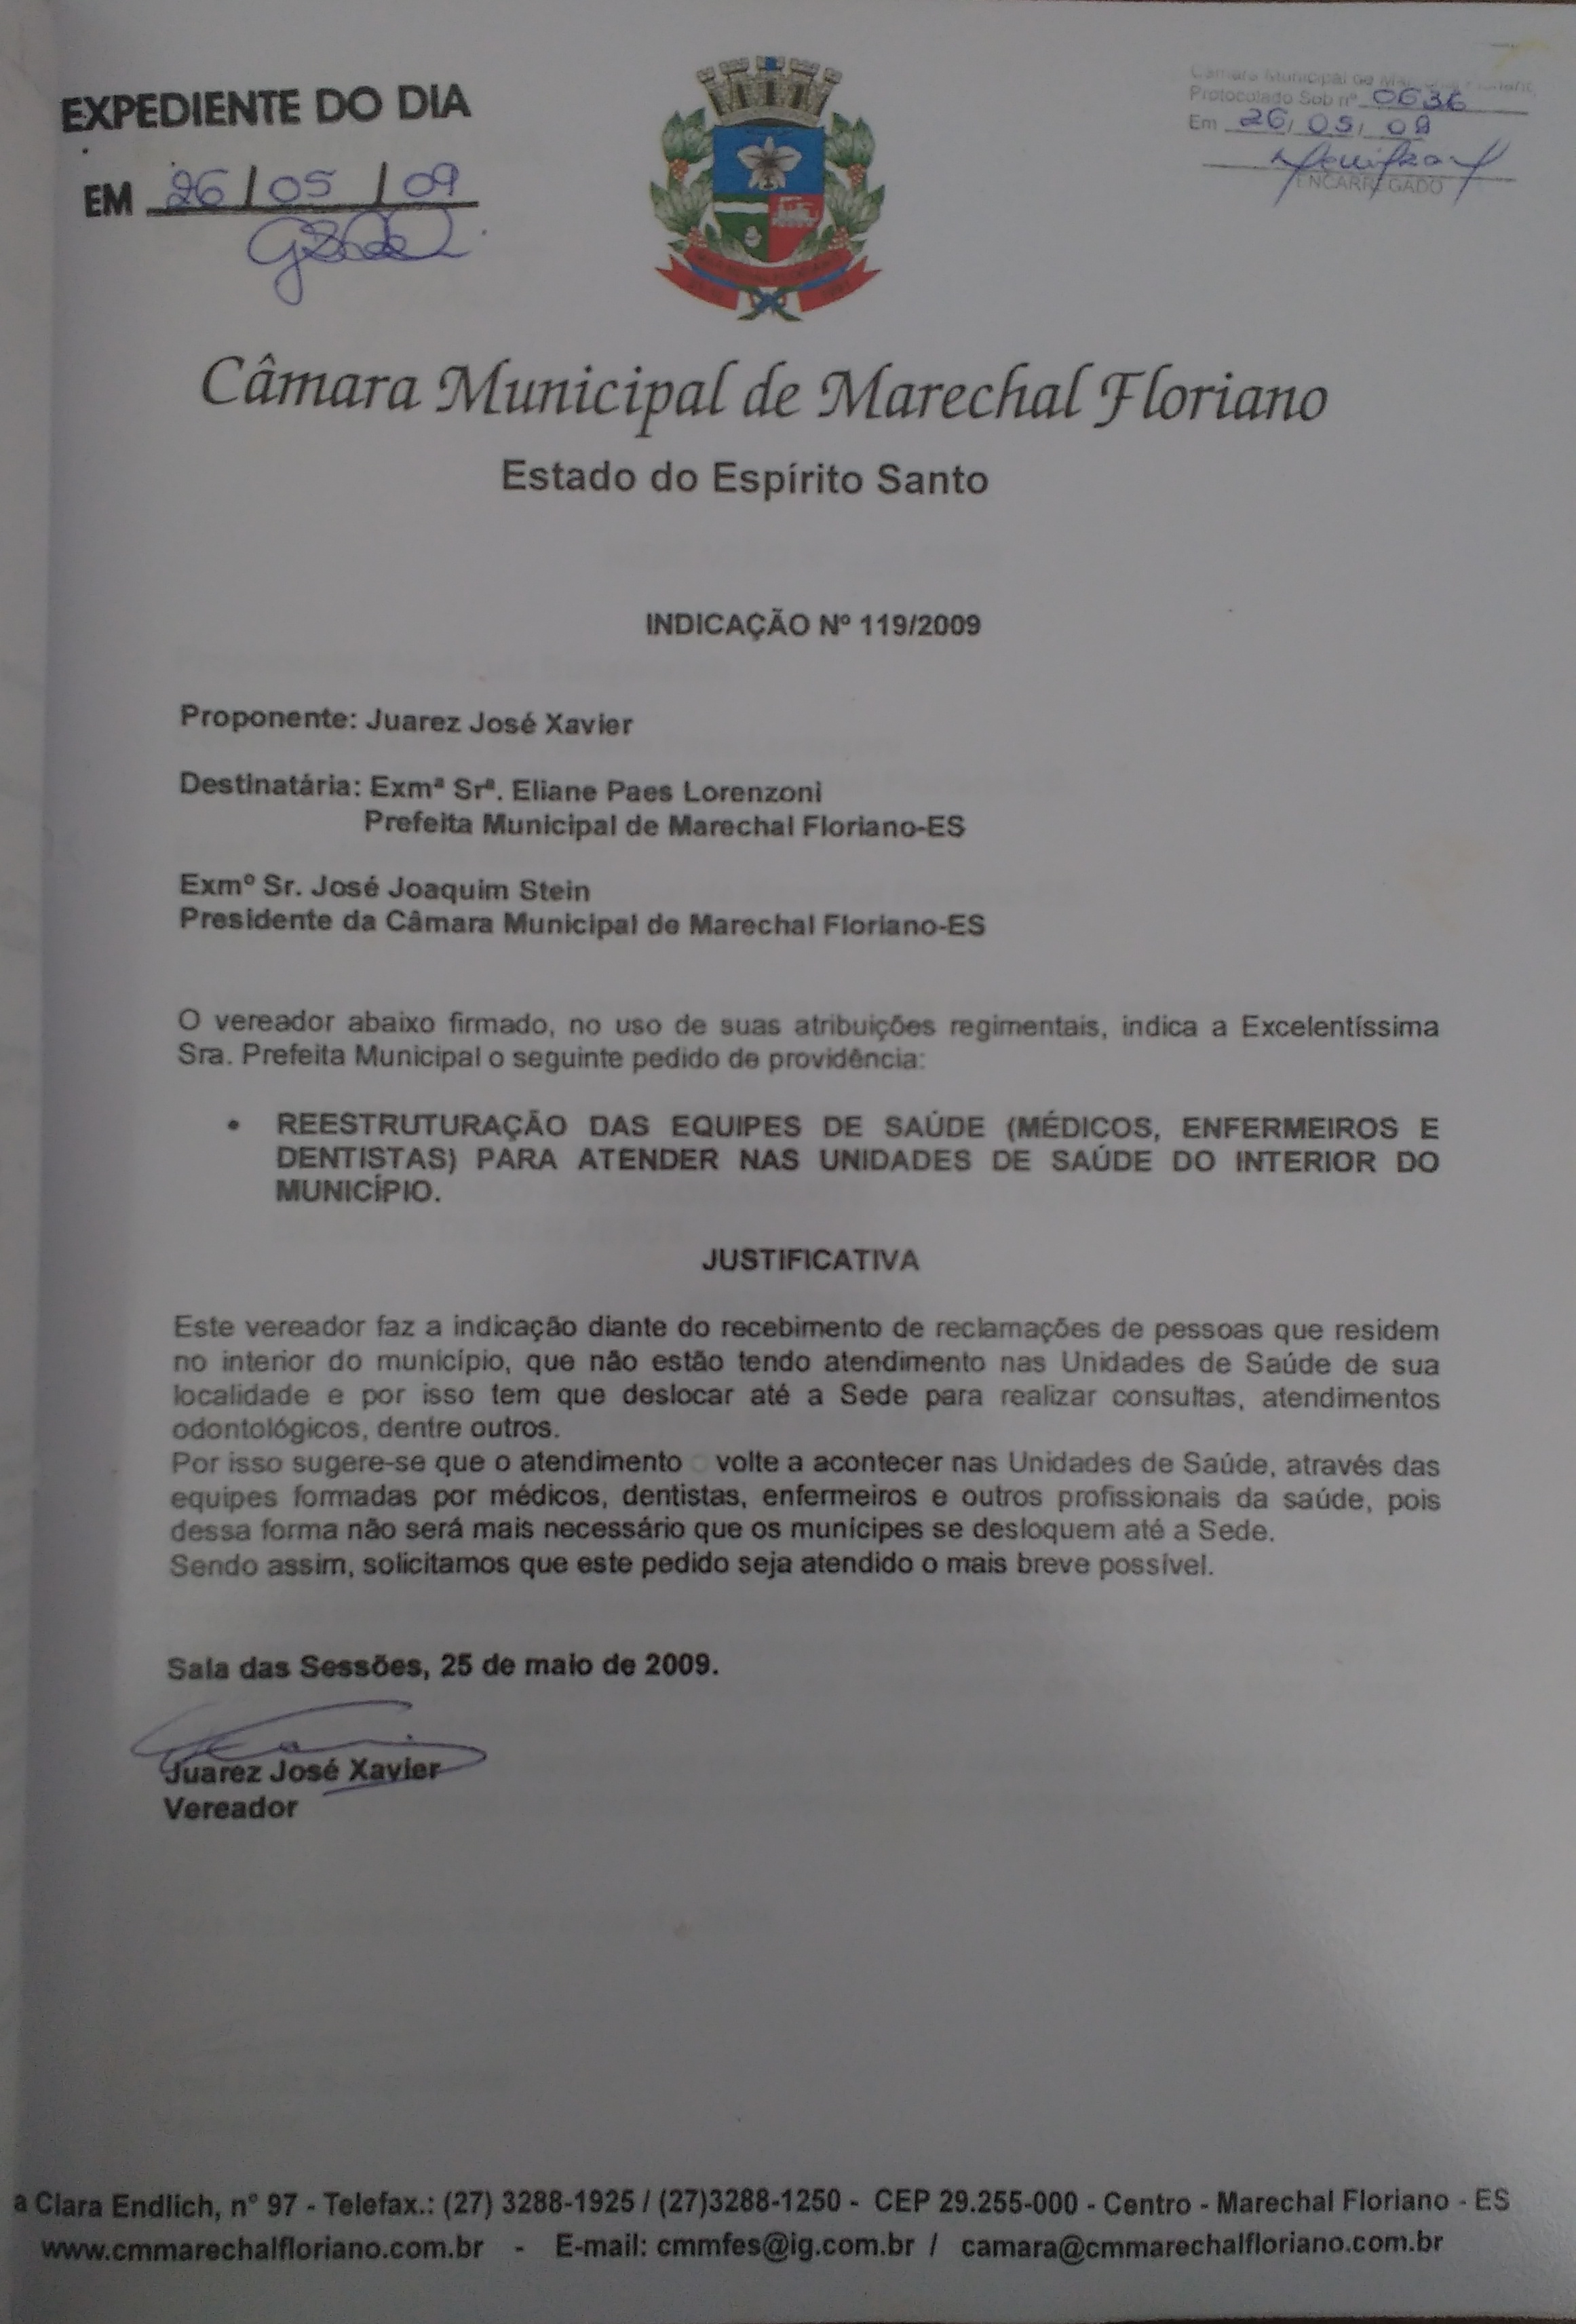 EXPEDIENTE DO DIA
EM 26 / 05 / 09
Câmara Municipal de Marechal Floriano
Protocolado Sob nº 0636
Em 26 / 05 / 09
ENCARREGADO
Câmara Municipal de Marechal Floriano
Estado do Espírito Santo
INDICAÇÃO Nº 119/2009
Proponente: Juarez José Xavier
Destinatária: Exmª Srª. Eliane Paes Lorenzoni
Prefeita Municipal de Marechal Floriano-ES
Exmº Sr. José Joaquim Stein
Presidente da Câmara Municipal de Marechal Floriano-ES
O vereador abaixo firmado, no uso de suas atribuições regimentais, indica a Excelentíssima
Sra. Prefeita Municipal o seguinte pedido de providência:
• REESTRUTURAÇÃO DAS EQUIPES DE SAÚDE (MÉDICOS, ENFERMEIROS E
DENTISTAS) PARA ATENDER NAS UNIDADES DE SAÚDE DO INTERIOR DO
MUNICÍPIO.
JUSTIFICATIVA
Este vereador faz a indicação diante do recebimento de reclamações de pessoas que residem
no interior do município, que não estão tendo atendimento nas Unidades de Saúde de sua
localidade e por isso tem que deslocar até a Sede para realizar consultas, atendimentos
odontológicos, dentre outros.
Por isso sugere-se que o atendimento volte a acontecer nas Unidades de Saúde, através das
equipes formadas por médicos, dentistas, enfermeiros e outros profissionais da saúde, pois
dessa forma não será mais necessário que os munícipes se desloquem até a Sede.
Sendo assim, solicitamos que este pedido seja atendido o mais breve possível.
Sala das Sessões, 25 de maio de 2009.
Juarez José Xavier
Vereador
a Clara Endlich, n° 97 - Telefax.: (27) 3288-1925 / (27)3288-1250 - CEP 29.255-000 - Centro - Marechal Floriano - ES
www.cmmarechalfloriano.com.br - E-mail: cmmfes@ig.com.br / camara@cmmarechalfloriano.com.br